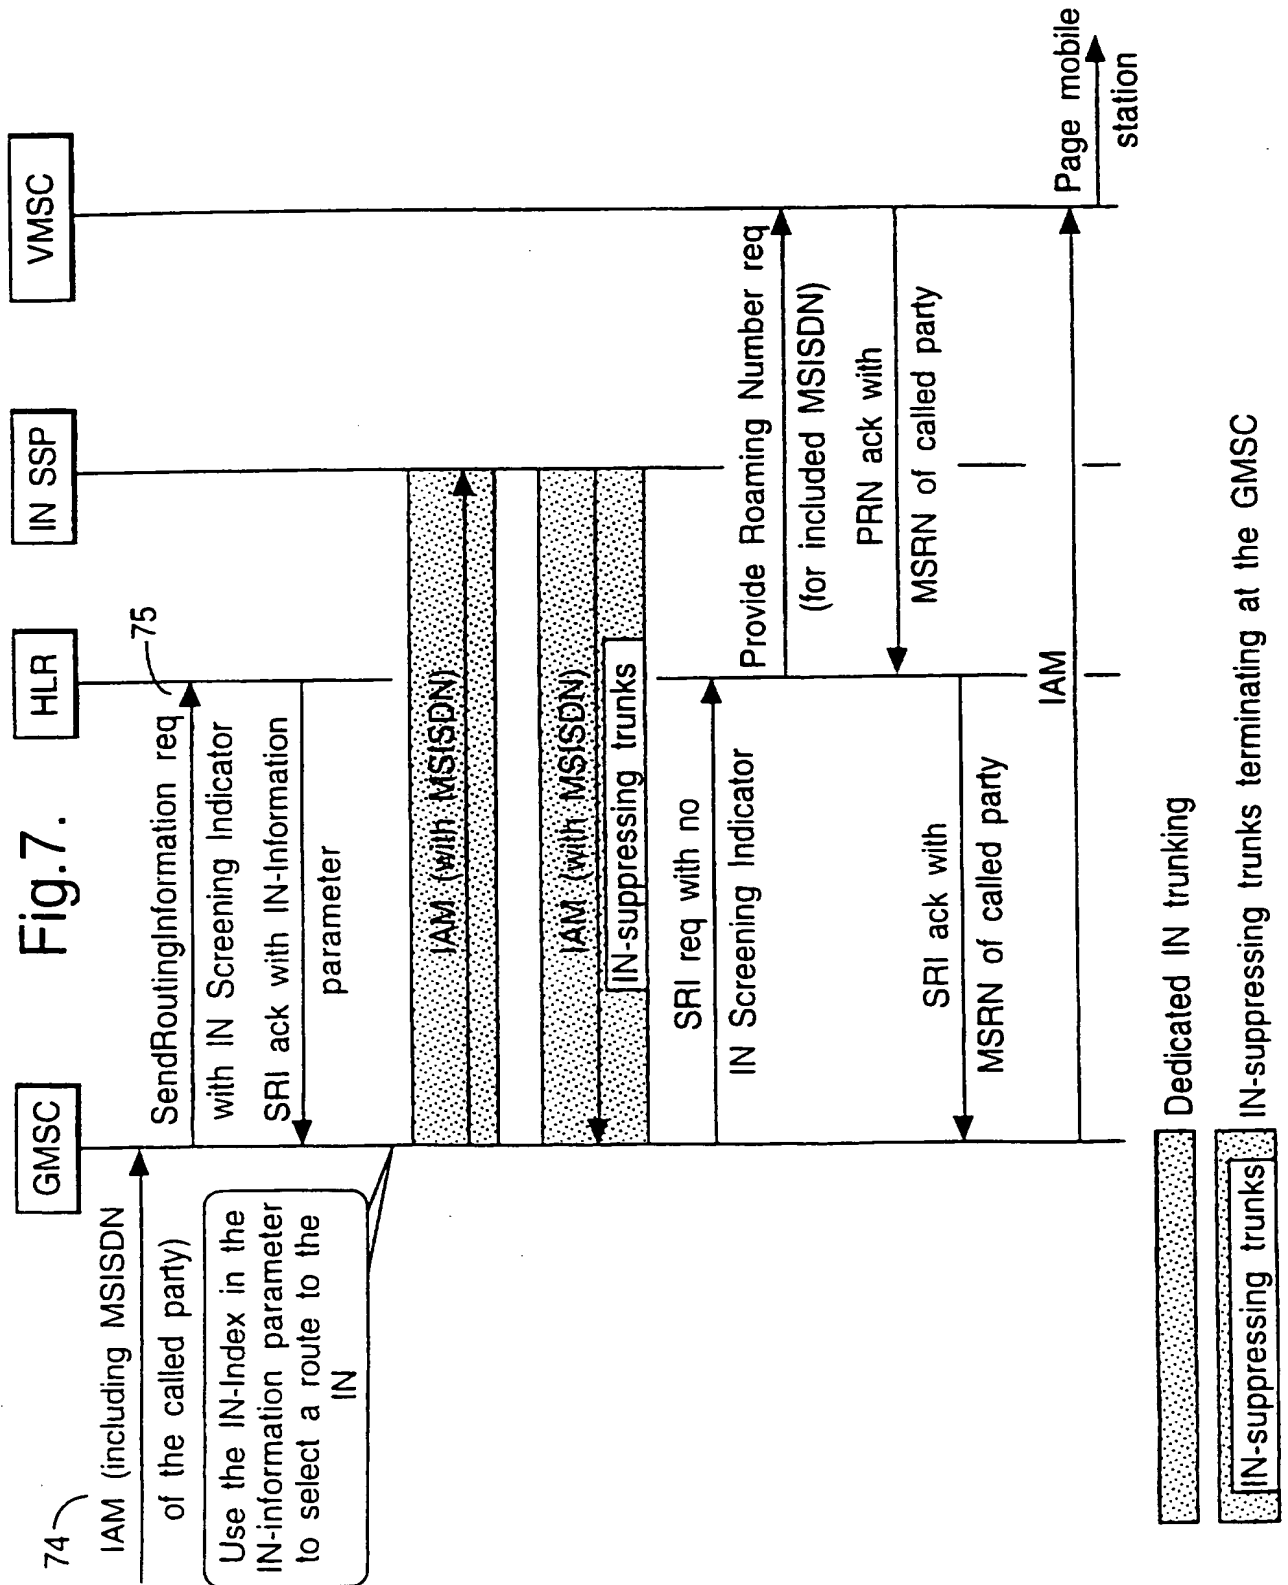 Fig.7.
GMSC
HLR
IN SSP
VMSC
74
IAM (including MSISDN
of the called party)
SendRoutingInformation req
75
with IN Screening Indicator
SRI ack with IN-Information
parameter
Use the IN-Index in the
IN-information parameter
to select a route to the
IN
IAM (with MSISDN)
IAM (with MSISDN)
IN-suppressing trunks
SRI req with no
IN Screening Indicator
Provide Roaming Number req
(for included MSISDN)
PRN ack with
MSRN of called party
SRI ack with
MSRN of called party
IAM
Page mobile
station
Dedicated IN trunking
IN-suppressing trunks
IN-suppressing trunks terminating at the GMSC